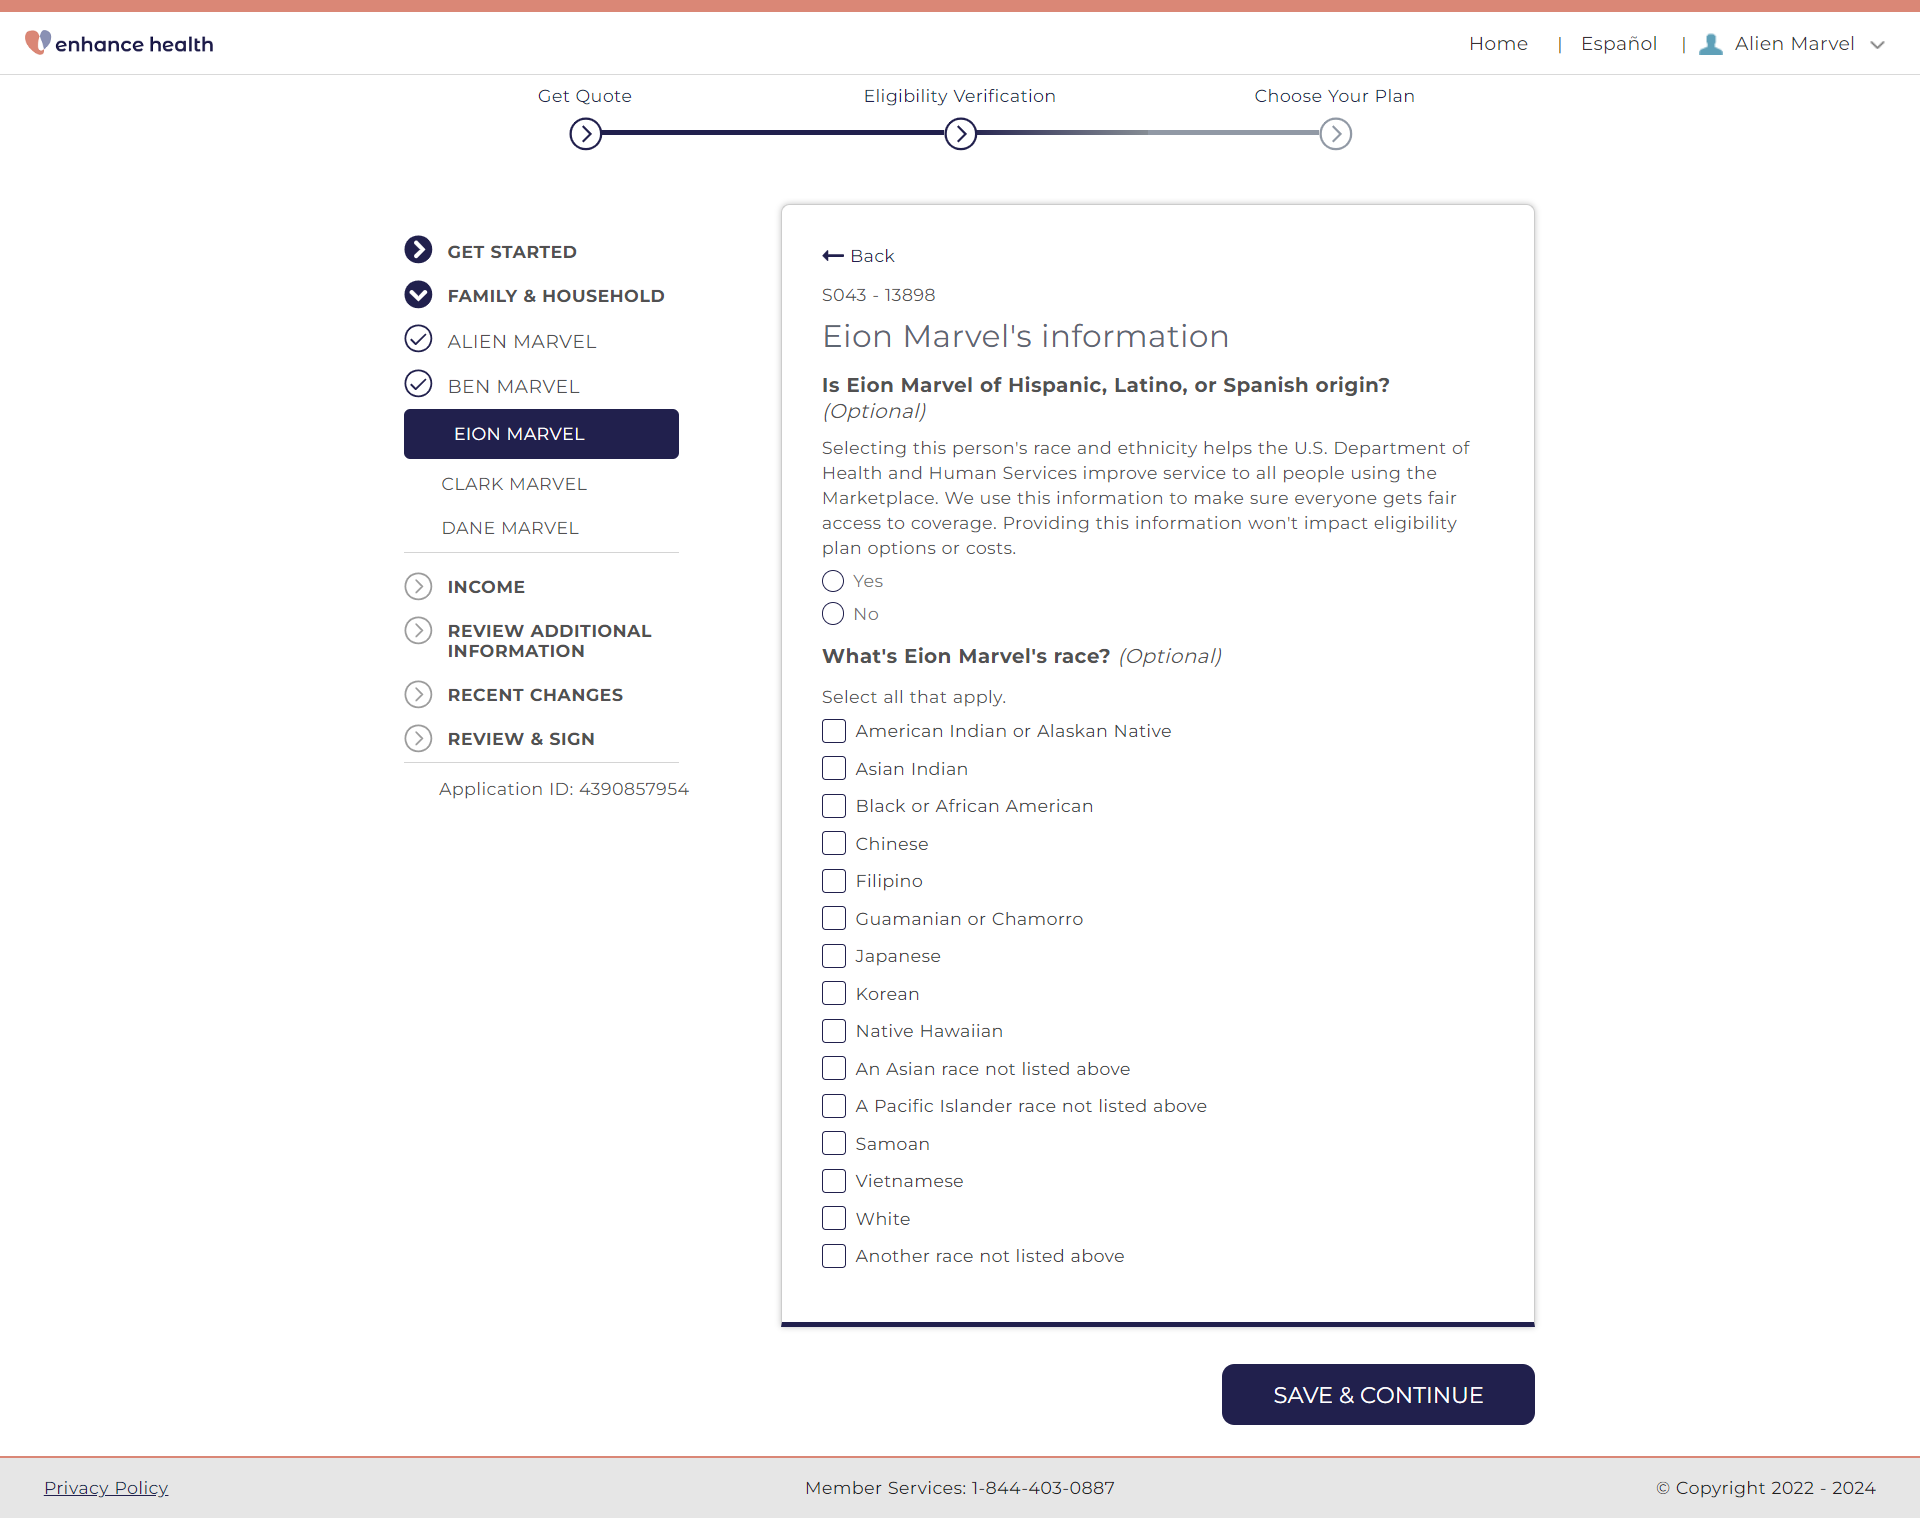 enhance health
Home | Español | Alien Marvel
Get Quote
Eligibility Verification
Choose Your Plan
GET STARTED
FAMILY & HOUSEHOLD
ALIEN MARVEL
BEN MARVEL
EION MARVEL
CLARK MARVEL
DANE MARVEL
INCOME
REVIEW ADDITIONAL
INFORMATION
RECENT CHANGES
REVIEW & SIGN
Application ID: 4390857954
Back
S043 - 13898
Eion Marvel's information
Is Eion Marvel of Hispanic, Latino, or Spanish origin?
(Optional)
Selecting this person's race and ethnicity helps the U.S. Department of
Health and Human Services improve service to all people using the
Marketplace. We use this information to make sure everyone gets fair
access to coverage. Providing this information won't impact eligibility
plan options or costs.
Yes
No
What's Eion Marvel's race? (Optional)
Select all that apply.
American Indian or Alaskan Native
Asian Indian
Black or African American
Chinese
Filipino
Guamanian or Chamorro
Japanese
Korean
Native Hawaiian
An Asian race not listed above
A Pacific Islander race not listed above
Samoan
Vietnamese
White
Another race not listed above
SAVE & CONTINUE
Privacy Policy
Member Services: 1-844-403-0887
© Copyright 2022 - 2024